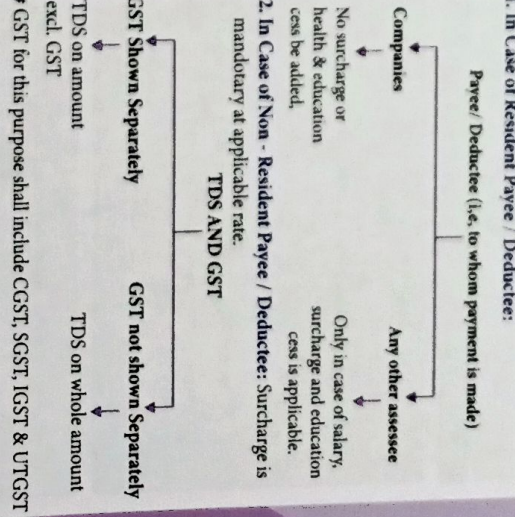 . In Case of Resident Payee / Deductee:
Payee/ Deductee (i,e, to whom payment is made)
Companies
Any other assessee
No surcharge or
health & education
cess be added,
Only in case of salary,
surcharge and education
cess is applicable.
2. In Case of Non - Resident Payee / Deductee: Surcharge is
mandotary at applicable rate.
TDS AND GST
GST Shown Separately
GST not shown Separately
TDS on amount
excl. GST
TDS on whole amount
GST for this purpose shall include CGST, SGST, IGST & UTGST